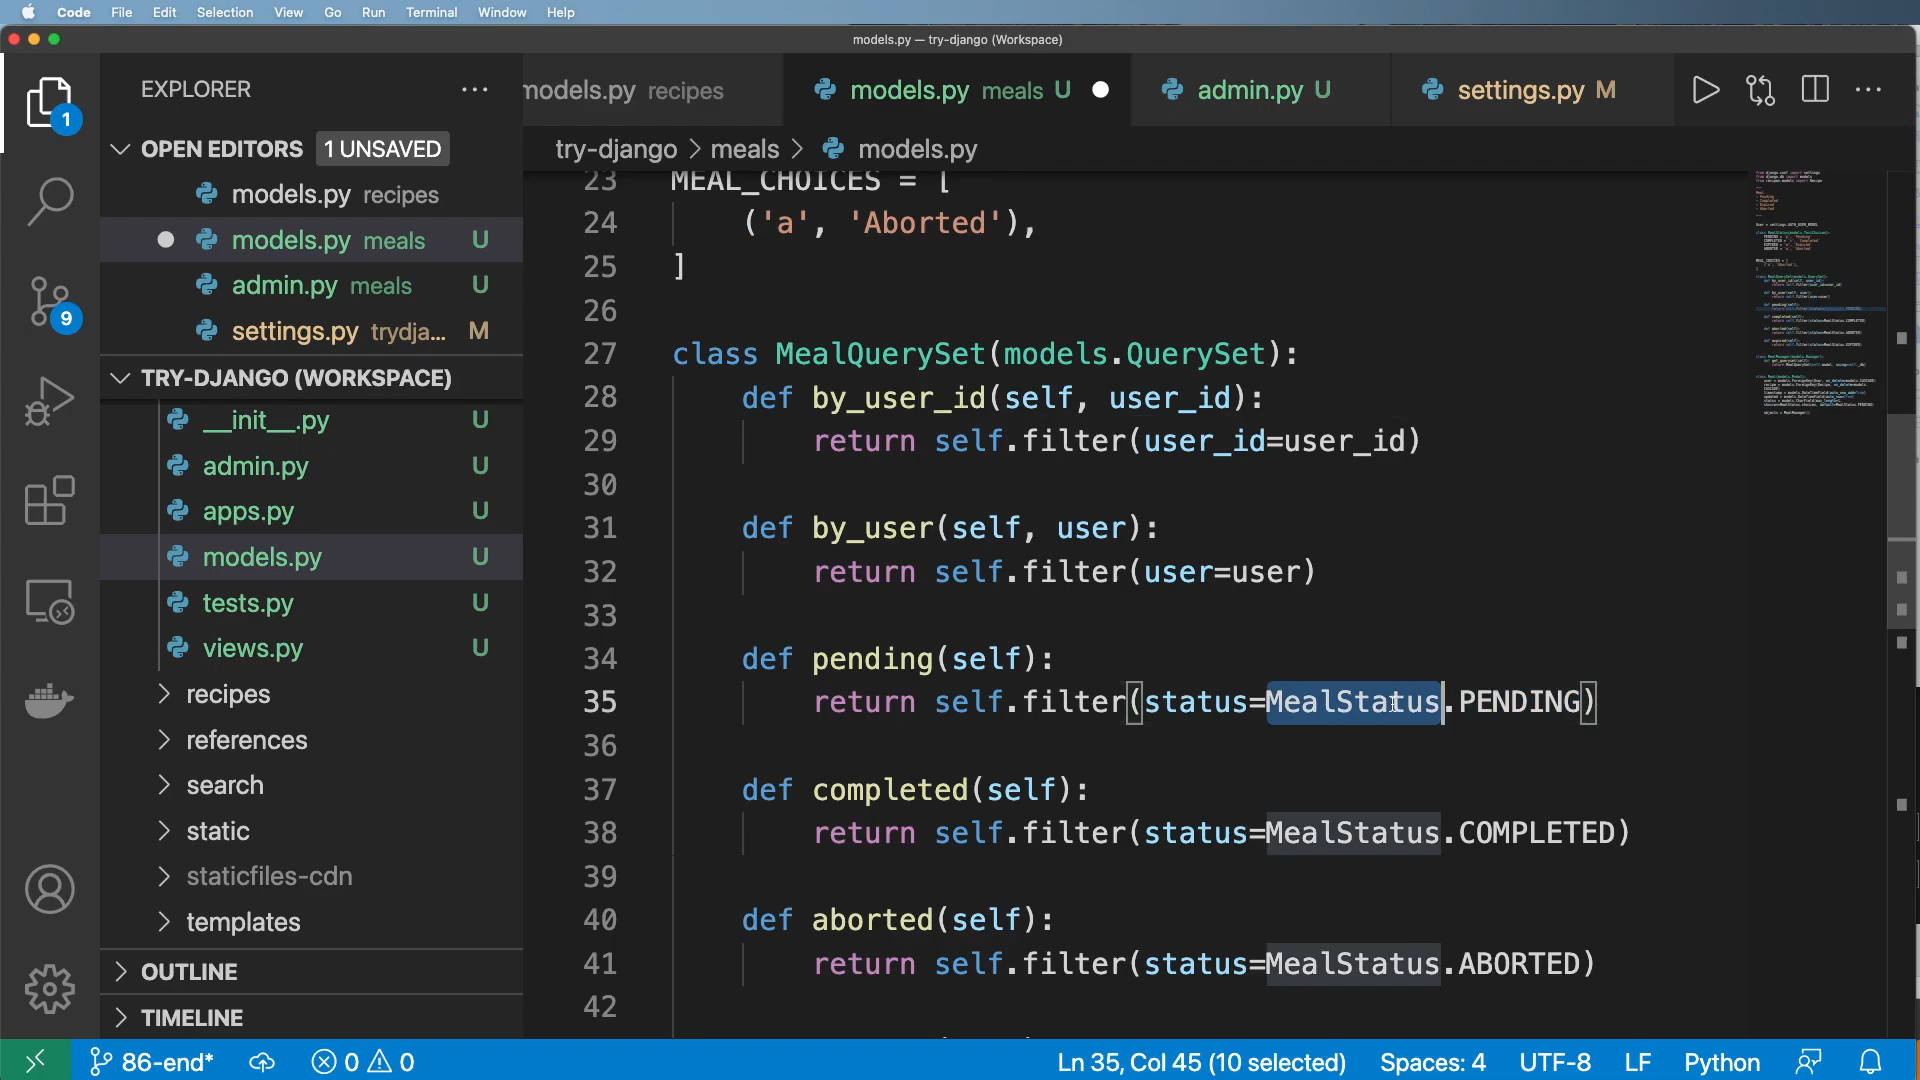 Code File Edit Selection View Go Run Terminal Window Help
models.py — try-django (Workspace)
EXPLORER
models.py recipes
models.py meals U
admin.py U
settings.py M
OPEN EDITORS 1 UNSAVED
try-django > meals > models.py
models.py recipes
models.py meals U
admin.py meals U
settings.py trydja... M
TRY-DJANGO (WORKSPACE)
__init__.py U
admin.py U
apps.py U
models.py U
tests.py U
views.py U
recipes
references
search
static
staticfiles-cdn
templates
OUTLINE
TIMELINE
1
9
23 MEAL_CHOICES = [
24 ('a', 'Aborted'),
25 ]
26
27 class MealQuerySet(models.QuerySet):
28 def by_user_id(self, user_id):
29 return self.filter(user_id=user_id)
30
31 def by_user(self, user):
32 return self.filter(user=user)
33
34 def pending(self):
35 return self.filter(status=MealStatus.PENDING)
36
37 def completed(self):
38 return self.filter(status=MealStatus.COMPLETED)
39
40 def aborted(self):
41 return self.filter(status=MealStatus.ABORTED)
42
86-end* 0 0 Ln 35, Col 45 (10 selected) Spaces: 4 UTF-8 LF Python